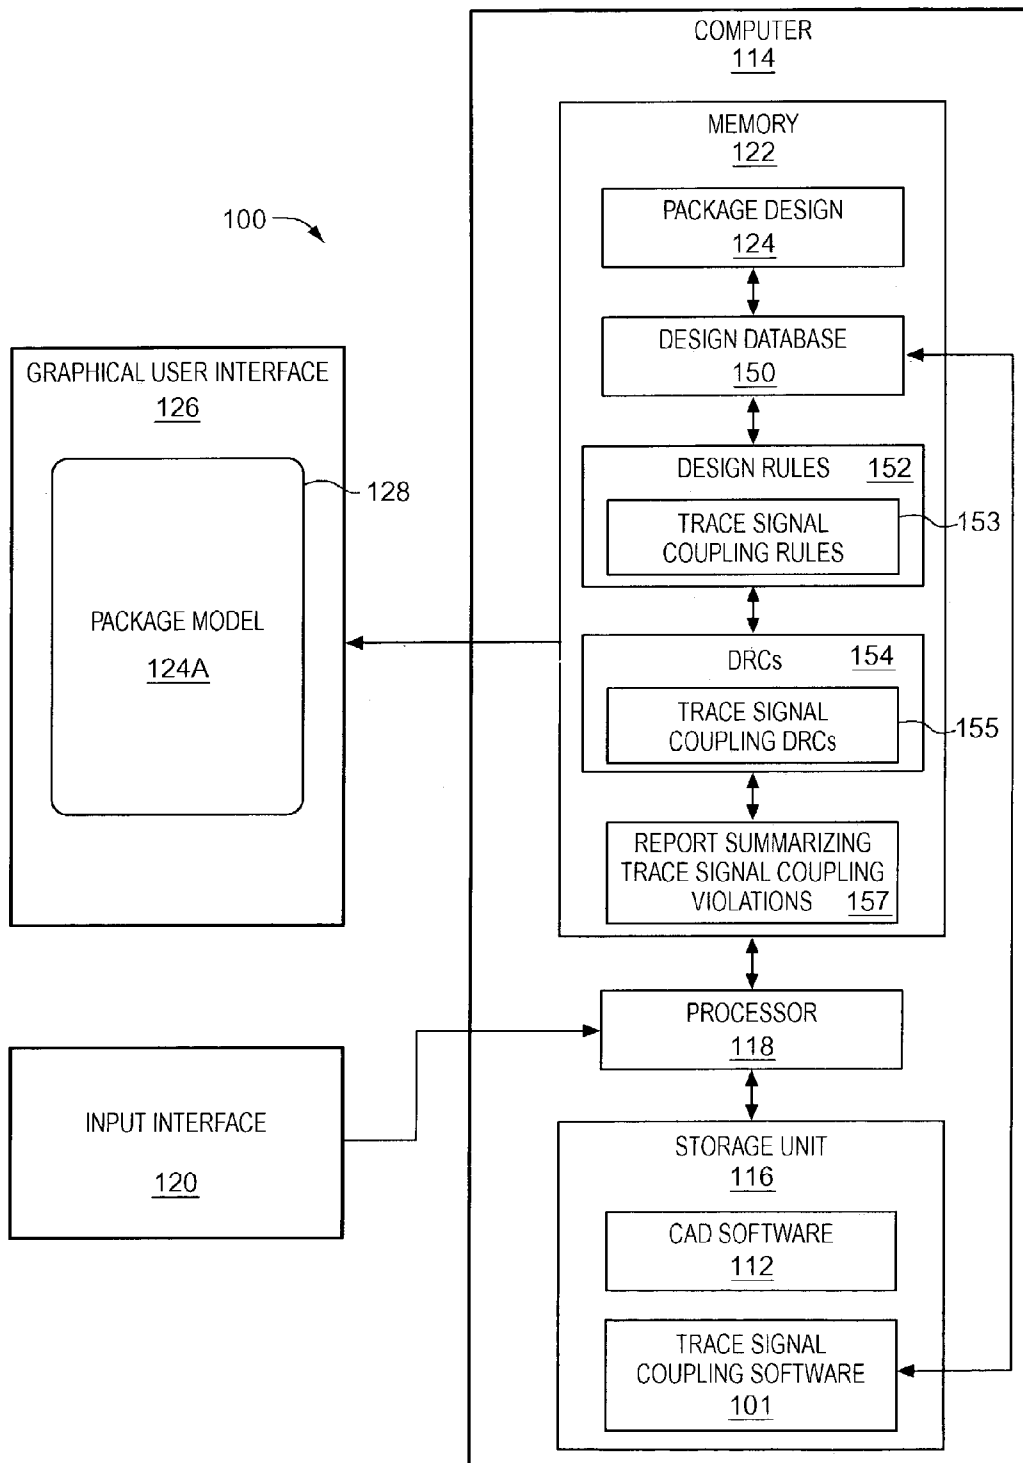 COMPUTER
114
MEMORY
122
PACKAGE DESIGN
124
100
DESIGN DATABASE
150
GRAPHICAL USER INTERFACE
126
128
PACKAGE MODEL
124A
DESIGN RULES 152
TRACE SIGNAL
COUPLING RULES
153
DRCs 154
TRACE SIGNAL
COUPLING DRCs
155
REPORT SUMMARIZING
TRACE SIGNAL COUPLING
VIOLATIONS 157
PROCESSOR
118
INPUT INTERFACE
120
STORAGE UNIT
116
CAD SOFTWARE
112
TRACE SIGNAL
COUPLING SOFTWARE
101